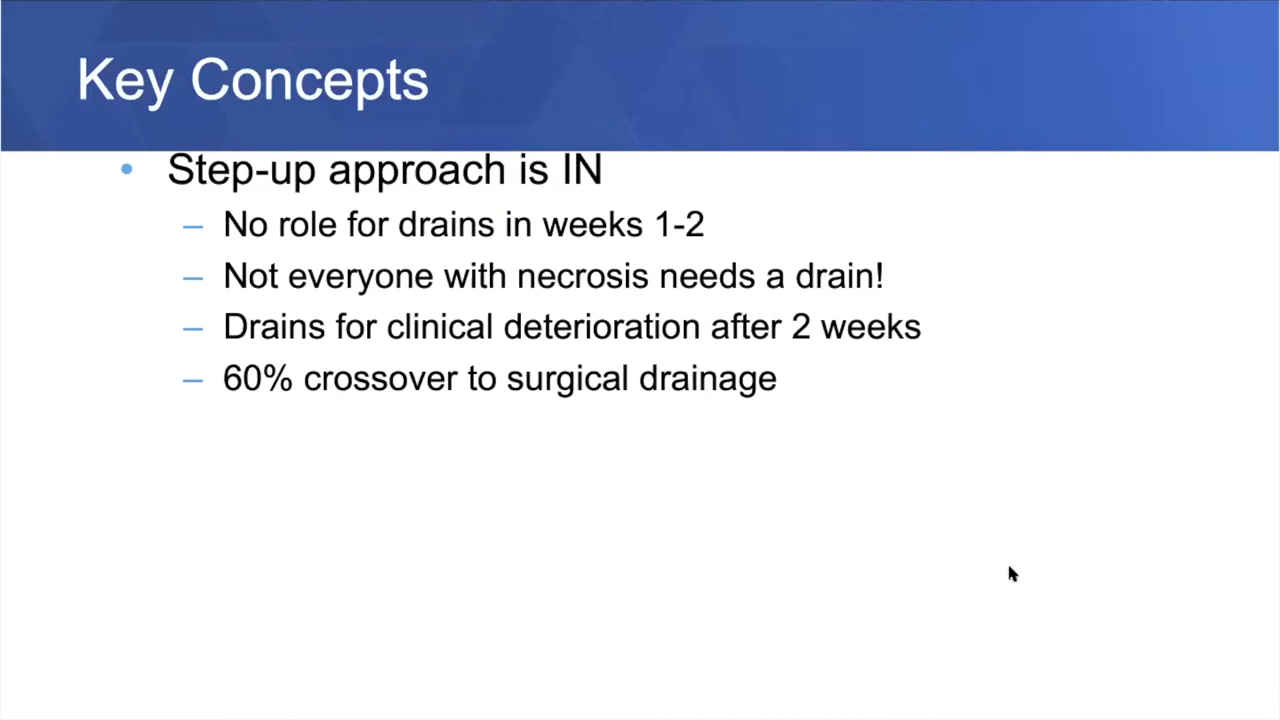 Key Concepts
• Step-up approach is IN
– No role for drains in weeks 1-2
– Not everyone with necrosis needs a drain!
– Drains for clinical deterioration after 2 weeks
– 60% crossover to surgical drainage